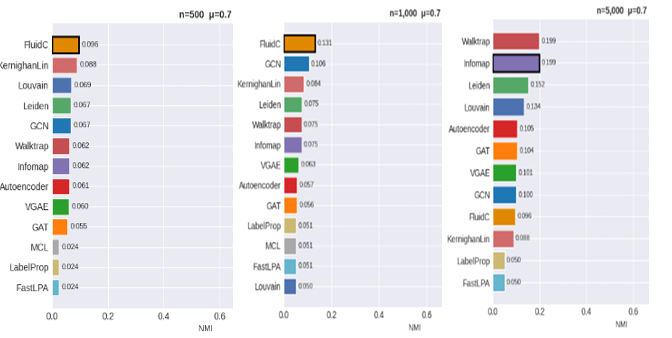 n=500 μ=0.7
FluidC 0.096
KernighanLin 0.088
Louvain 0.069
Leiden 0.067
GCN 0.067
Walktrap 0.062
Infomap 0.062
Autoencoder 0.061
VGAE 0.060
GAT 0.055
MCL 0.024
LabelProp 0.024
FastLPA 0.024
0.0 0.2 0.4 0.6
NMI
n=1,000 μ=0.7
FluidC 0.131
GCN 0.106
KernighanLin 0.084
Leiden 0.075
Walktrap 0.075
Infomap 0.075
VGAE 0.063
Autoencoder 0.057
GAT 0.056
LabelProp 0.051
MCL 0.051
FastLPA 0.051
Louvain 0.050
0.0 0.2 0.4 0.6
NMI
n=5,000 μ=0.7
Walktrap 0.199
Infomap 0.199
Leiden 0.152
Louvain 0.134
Autoencoder 0.105
GAT 0.104
VGAE 0.101
GCN 0.100
FluidC 0.096
KernighanLin 0.088
LabelProp 0.050
FastLPA 0.050
0.0 0.2 0.4 0.6
NMI